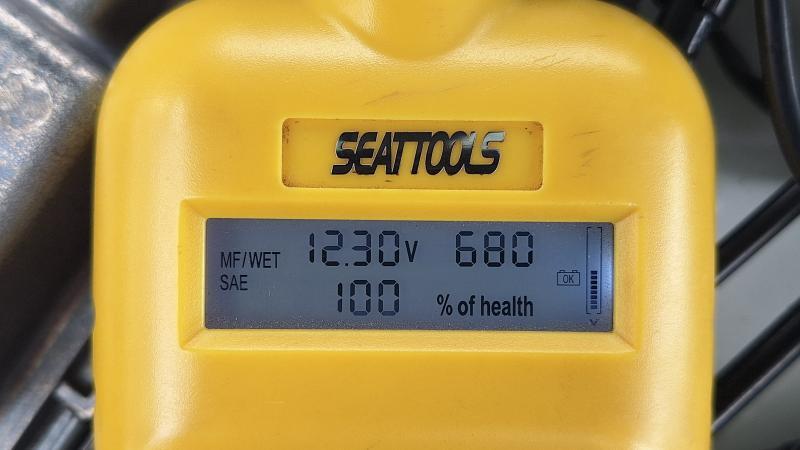 SEATTOOLS
MF/WET 12.30V 680
SAE 100 % of health
OK